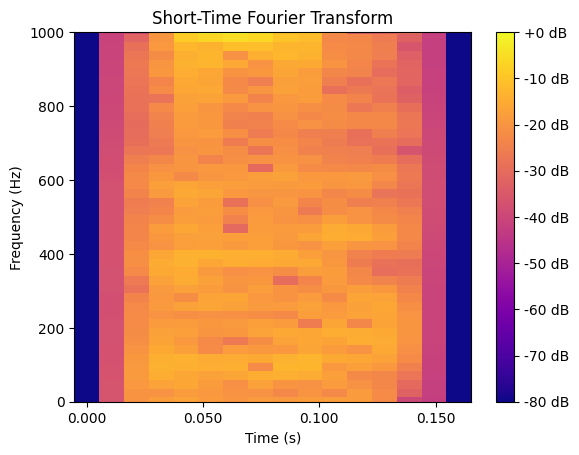 Short-Time Fourier Transform
1000
800
600
400
200
0
Frequency (Hz)
0.000
0.050
0.100
0.150
Time (s)
+0 dB
-10 dB
-20 dB
-30 dB
-40 dB
-50 dB
-60 dB
-70 dB
-80 dB